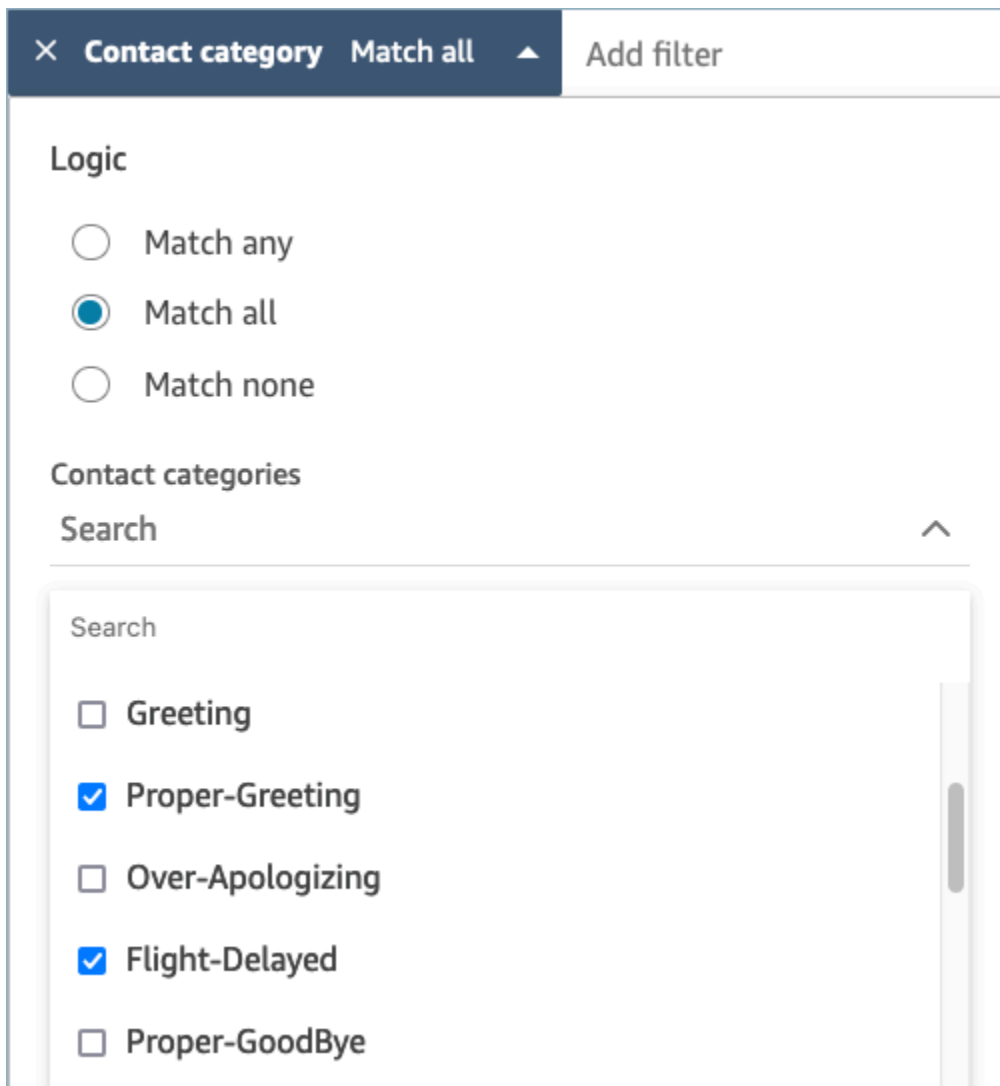 Contact category Match all Add filter
Logic
Match any
Match all
Match none
Contact categories
Search
Search
Greeting
Proper-Greeting
Over-Apologizing
Flight-Delayed
Proper-GoodBye